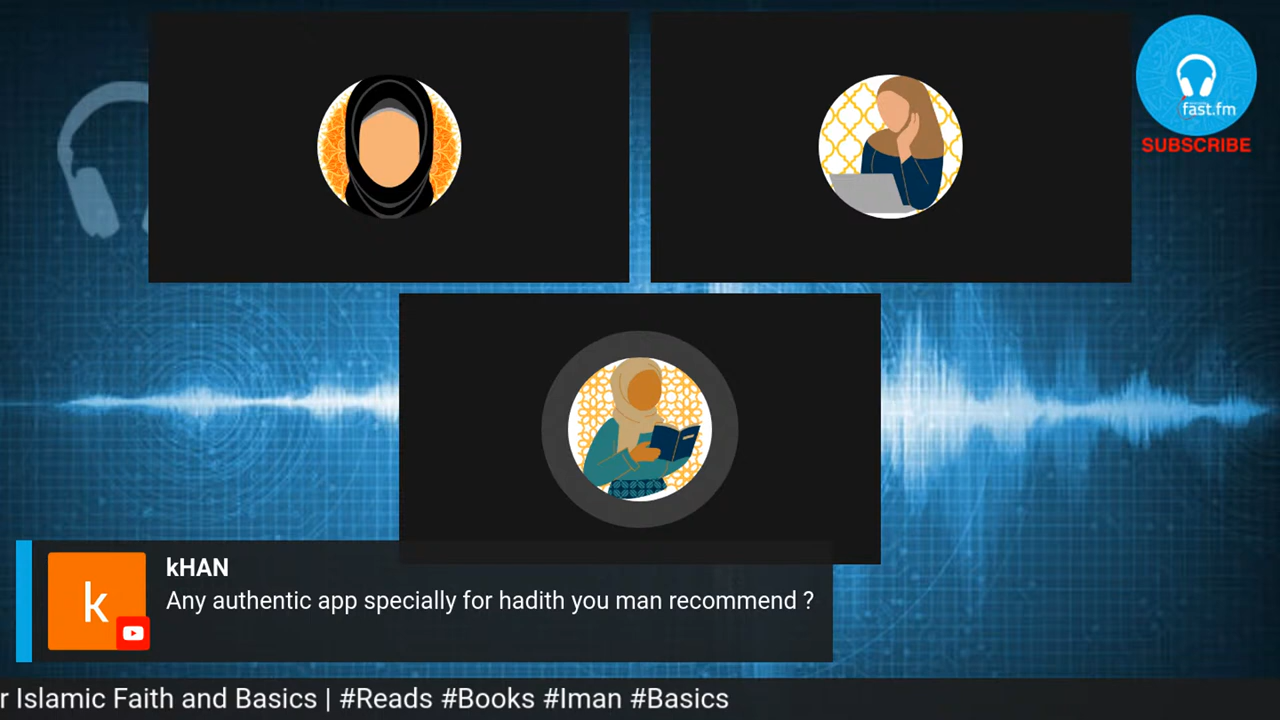 fast.fm
SUBSCRIBE
k
kHAN
Any authentic app specially for hadith you man recommend ?
r Islamic Faith and Basics | #Reads #Books #Iman #Basics